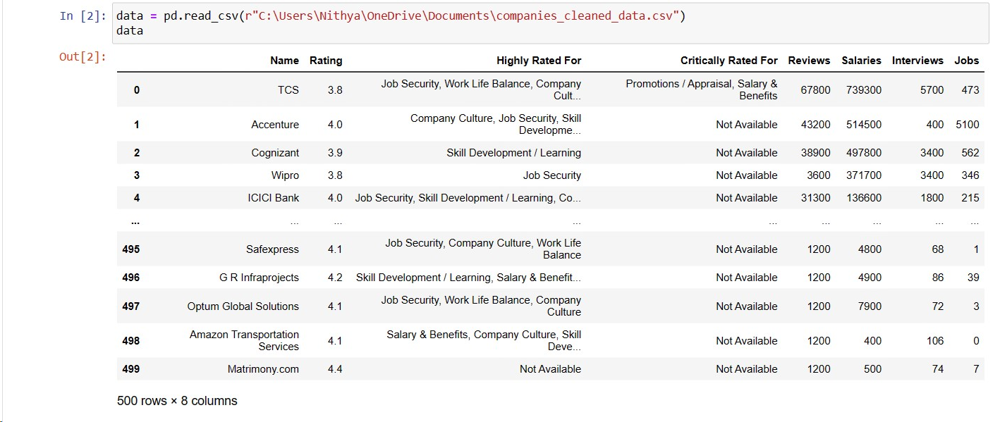 In [2]: data = pd.read_csv(r"C:\Users\Nithya\OneDrive\Documents\companies_cleaned_data.csv")
data
Out[2]:
Name Rating Highly Rated For Critically Rated For Reviews Salaries Interviews Jobs
0 TCS 3.8 Job Security, Work Life Balance, Company Cult... Promotions / Appraisal, Salary & Benefits 67800 739300 5700 473
1 Accenture 4.0 Company Culture, Job Security, Skill Developme... Not Available 43200 514500 400 5100
2 Cognizant 3.9 Skill Development / Learning Not Available 38900 497800 3400 562
3 Wipro 3.8 Job Security Not Available 3600 371700 3400 346
4 ICICI Bank 4.0 Job Security, Skill Development / Learning, Co... Not Available 31300 136600 1800 215
... ... ... ... ... ... ... ... ...
495 Safexpress 4.1 Job Security, Company Culture, Work Life Balance Not Available 1200 4800 68 1
496 G R Infraprojects 4.2 Skill Development / Learning, Salary & Benefit... Not Available 1200 4900 86 39
497 Optum Global Solutions 4.1 Job Security, Work Life Balance, Company Culture Not Available 1200 7900 72 3
498 Amazon Transportation Services 4.1 Salary & Benefits, Company Culture, Skill Deve... Not Available 1200 400 106 0
499 Matrimony.com 4.4 Not Available Not Available 1200 500 74 7
500 rows × 8 columns